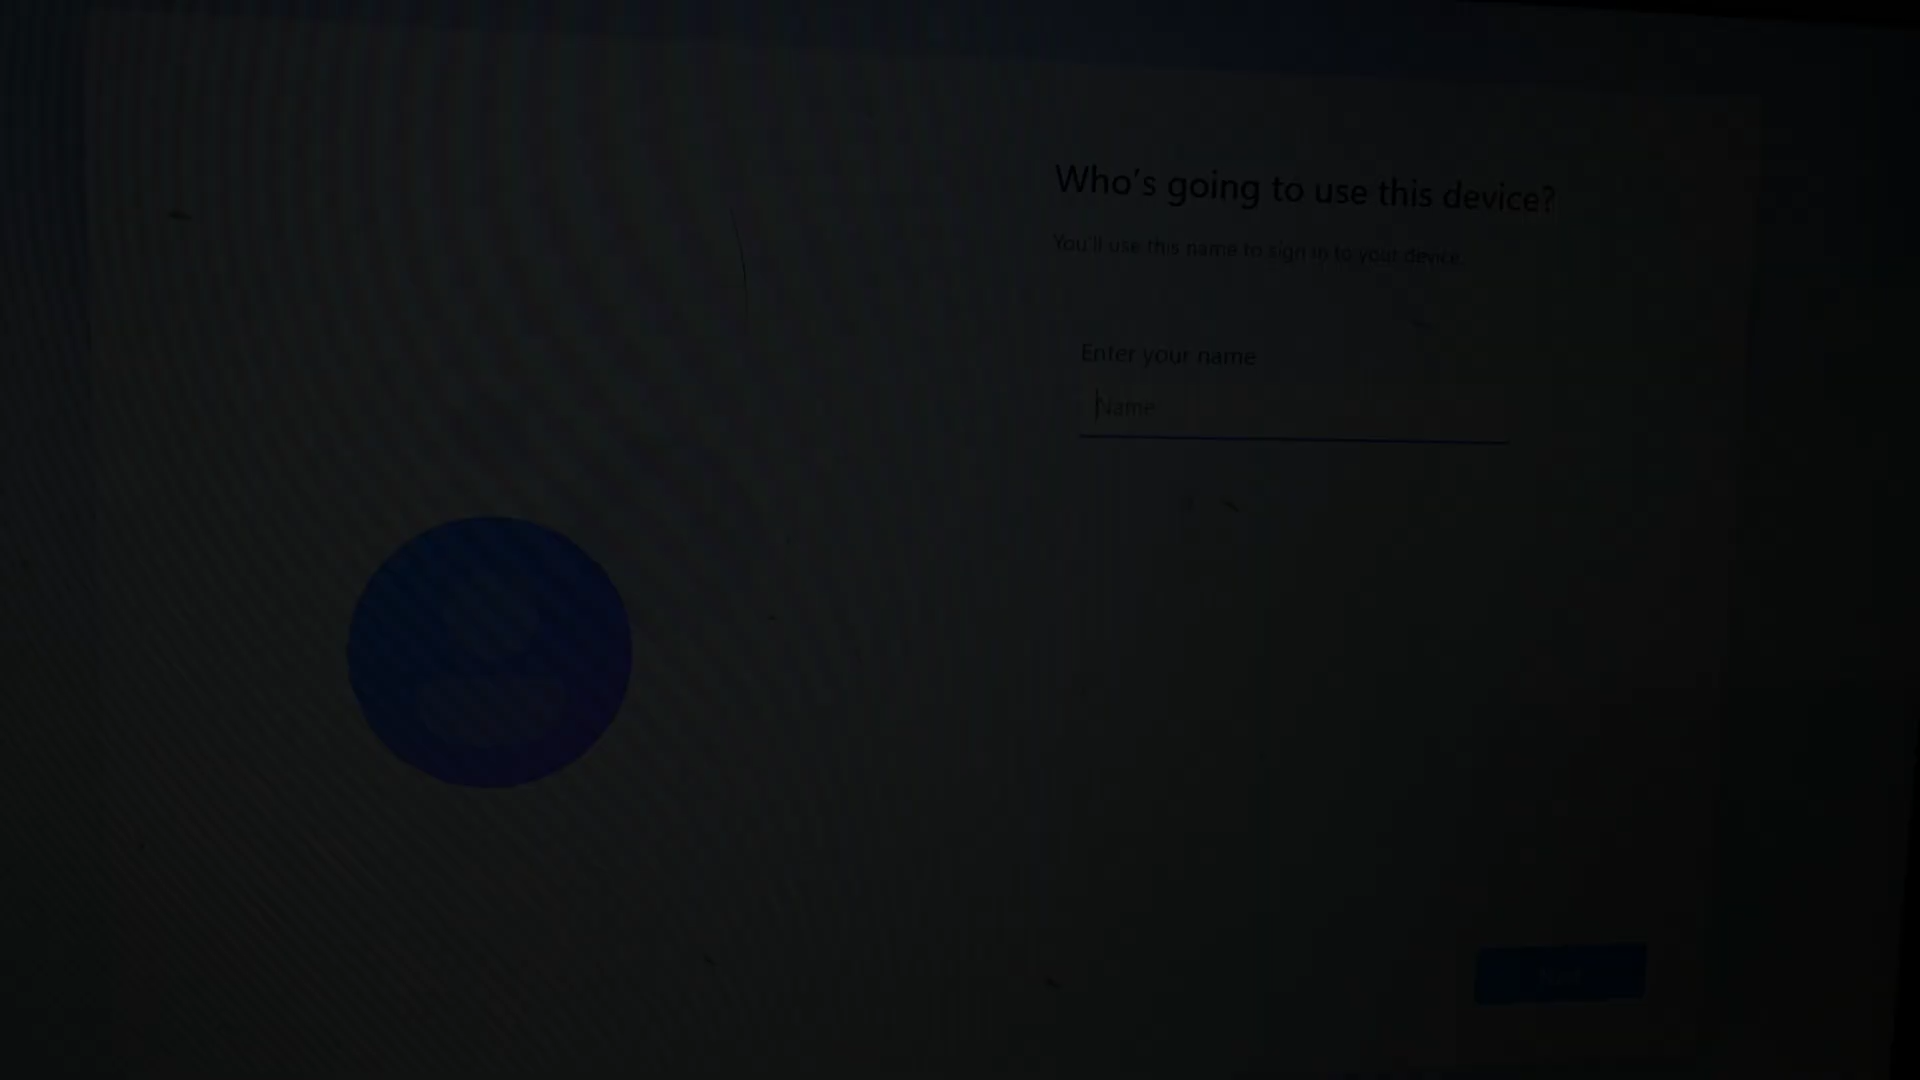 Who's going to use this device?
You'll use this name to sign in to your device.
Enter your name
Name
Next